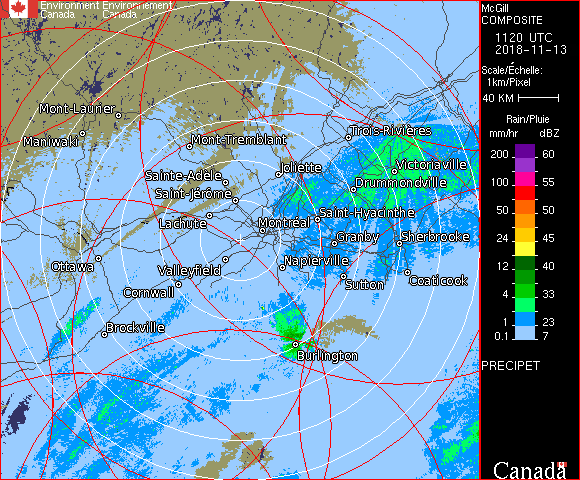 Environment Environnement
Canada Canada
McGill
COMPOSITE
1120 UTC
2018-11-13
Scale/Échelle:
1km/Pixel
40 KM
Rain/Pluie
mm/hr dBZ
200 60
100 55
50 50
24 45
12 40
4 33
1 23
0.1 7
PRECIPET
Canada
Mont-Laurier
Maniwaki
Mont-Tremblant
Trois-Rivières
Victoriaville
Sainte-Adèle
Joliette
Drummondville
Saint-Jérôme
Lachute
Montréal
Saint-Hyacinthe
Granby
Sherbrooke
Ottawa
Valleyfield
Napierville
Sutton
Coaticook
Cornwall
Brockville
Burlington